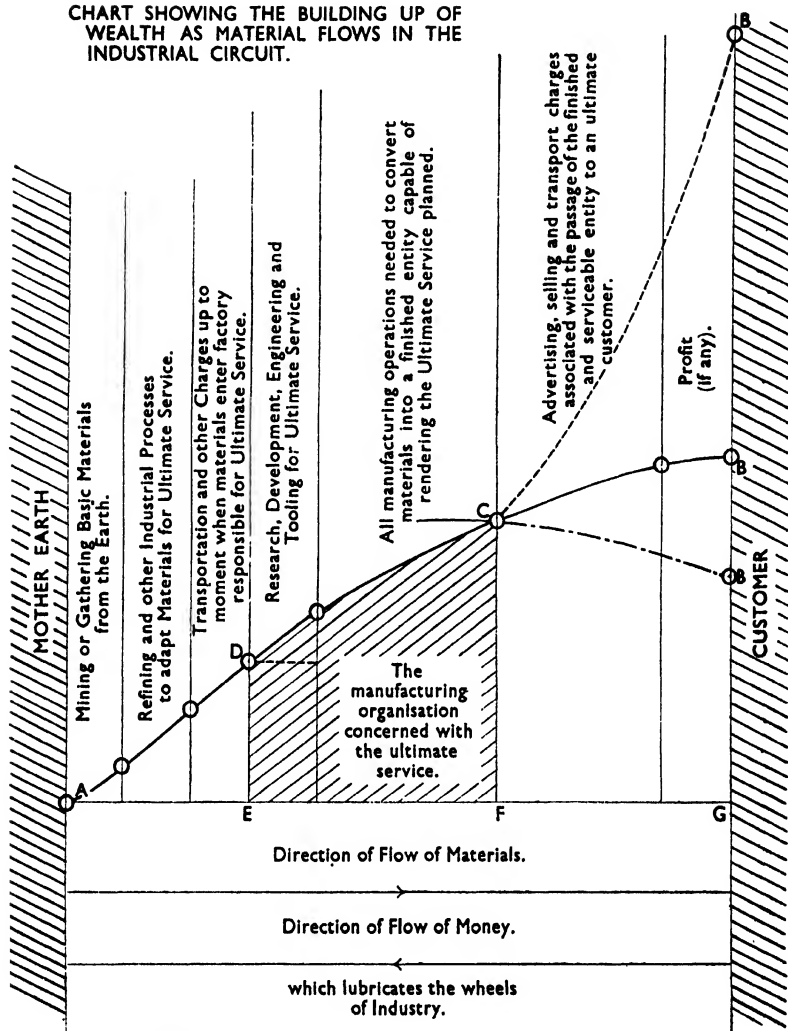 CHART SHOWING THE BUILDING UP OF
WEALTH AS MATERIAL FLOWS IN THE
INDUSTRIAL CIRCUIT.
MOTHER EARTH
Mining or Gathering Basic Materials
from the Earth.
Refining and other Industrial Processes
to adapt Materials for Ultimate Service.
Transportation and other Charges up to
moment when materials enter factory
responsible for Ultimate Service.
Research, Development, Engineering and
Tooling for Ultimate Service.
All manufacturing operations needed to convert
materials into a finished entity capable of
rendering the Ultimate Service planned.
Advertising, selling and transport charges
associated with the passage of the finished
and serviceable entity to an ultimate
customer.
Profit
(if any).
CUSTOMER
B
B
B
C
D
A
The
manufacturing
organisation
concerned with
the ultimate
service.
E
F
G
Direction of Flow of Materials.
Direction of Flow of Money.
which lubricates the wheels
of Industry.